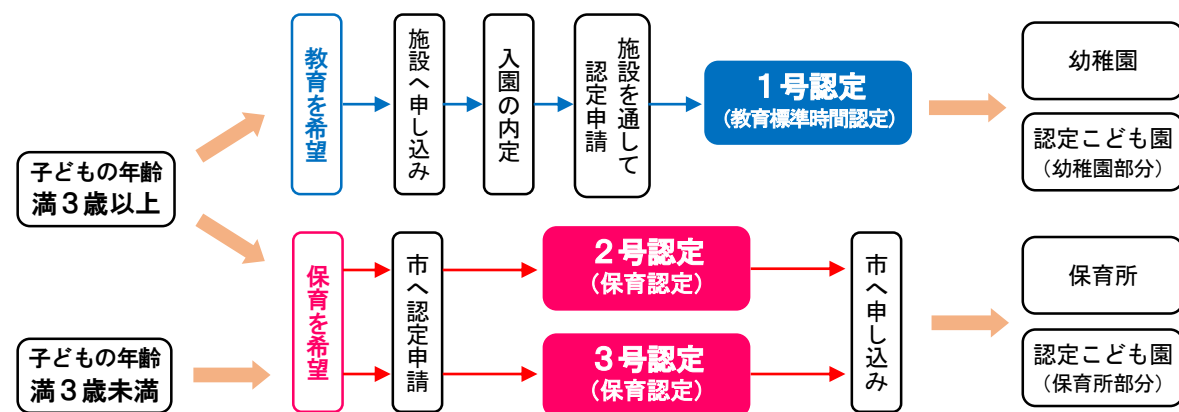 子どもの年齢
満３歳以上
教育を希望
施設へ申し込み
入園の内定
施設を通して
認定申請
１号認定
（教育標準時間認定）
幼稚園
認定こども園
（幼稚園部分）
子どもの年齢
満３歳未満
保育を希望
市へ認定申請
２号認定
（保育認定）
３号認定
（保育認定）
市へ申し込み
保育所
認定こども園
（保育所部分）